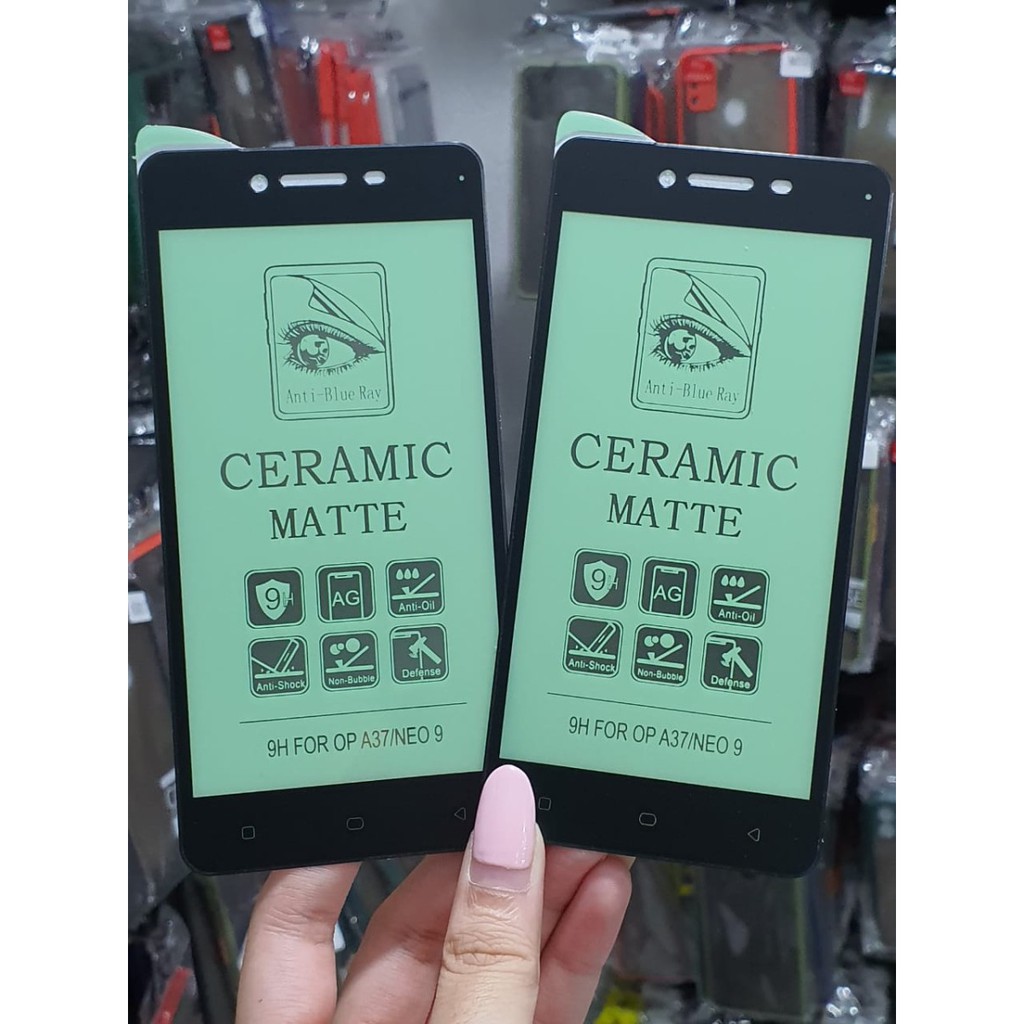 Anti-Blue Ray
CERAMIC
MATTE
9H
AG
Anti-Oil
Anti-Shock
Non-Bubble
Defense
9H FOR OP A37/NEO 9
Anti-Blue Ray
CERAMIC
MATTE
9H
AG
Anti-Oil
Anti-Shock
Non-Bubble
Defense
9H FOR OP A37/NEO 9